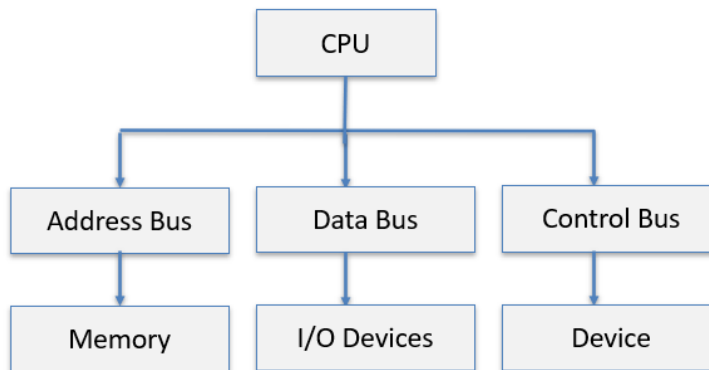 CPU
Address Bus
Data Bus
Control Bus
Memory
I/O Devices
Device